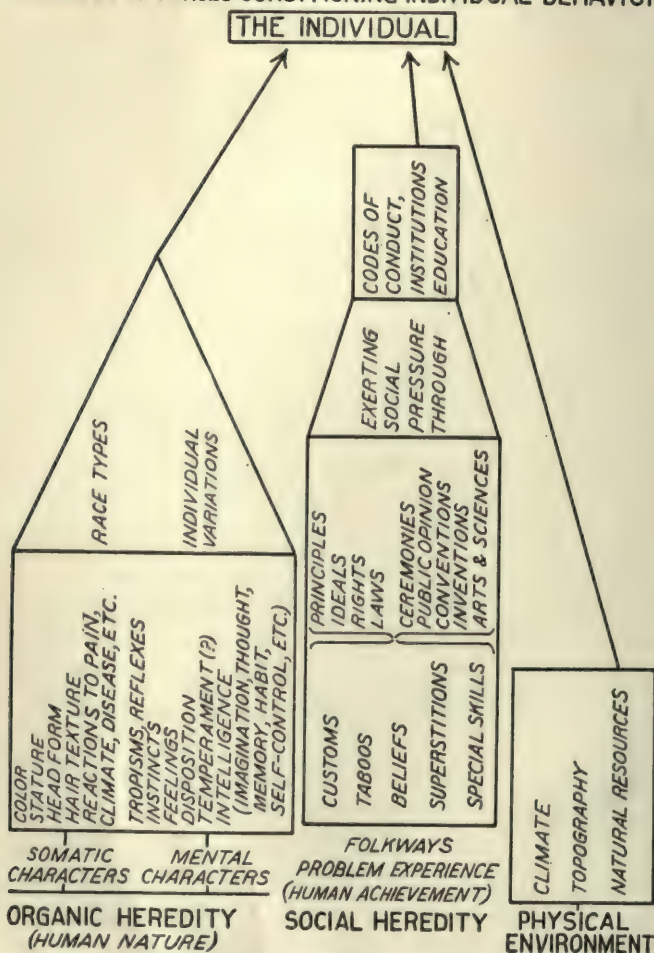 CONDITIONING INDIVIDUAL BEHAVIOR
THE INDIVIDUAL
CODES OF
CONDUCT,
INSTITUTIONS
EDUCATION
EXERTING
SOCIAL
PRESSURE
THROUGH
RACE TYPES
INDIVIDUAL
VARIATIONS
COLOR
STATURE
HEAD FORM
HAIR TEXTURE
REACTIONS TO PAIN,
CLIMATE, DISEASE, ETC.
TROPISMS, REFLEXES
INSTINCTS
FEELINGS
DISPOSITION
TEMPERAMENT (?)
INTELLIGENCE
(IMAGINATION, THOUGHT,
MEMORY, HABIT,
SELF-CONTROL, ETC)
(PRINCIPLES
IDEALS
RIGHTS
LAWS
CEREMONIES
PUBLIC OPINION
CONVENTIONS
INVENTIONS
ARTS & SCIENCES)
CUSTOMS
TABOOS
BELIEFS
SUPERSTITIONS
SPECIAL SKILLS
CLIMATE
TOPOGRAPHY
NATURAL RESOURCES
SOMATIC
CHARACTERS
MENTAL
CHARACTERS
ORGANIC HEREDITY
(HUMAN NATURE)
FOLKWAYS
PROBLEM EXPERIENCE
(HUMAN ACHIEVEMENT)
SOCIAL HEREDITY
PHYSICAL
ENVIRONMENT